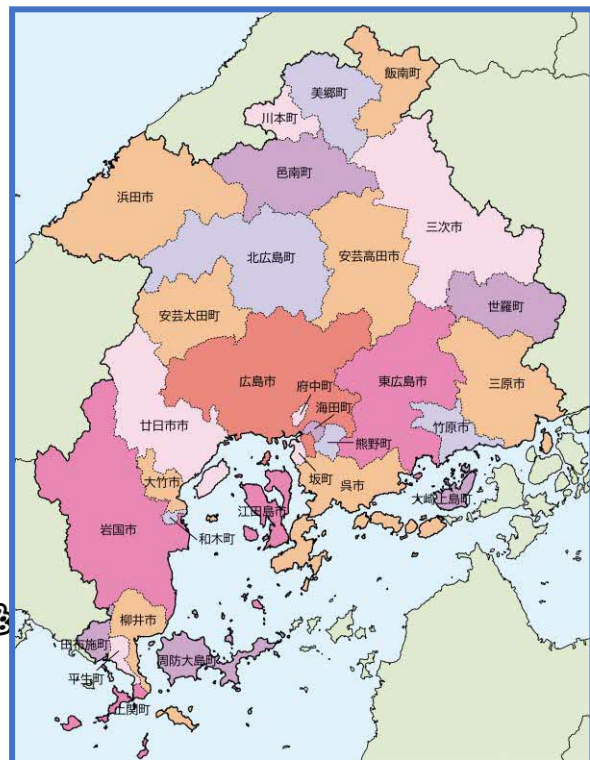 飯南町
美郷町
川本町
邑南町
浜田市
三次市
北広島町
安芸高田市
世羅町
安芸太田町
広島市
府中町
東広島市
三原市
海田町
廿日市市
竹原市
熊野町
坂町
大竹市
呉市
大崎上島町
江田島市
岩国市
和木町
柳井市
田布施町
周防大島町
平生町
上関町